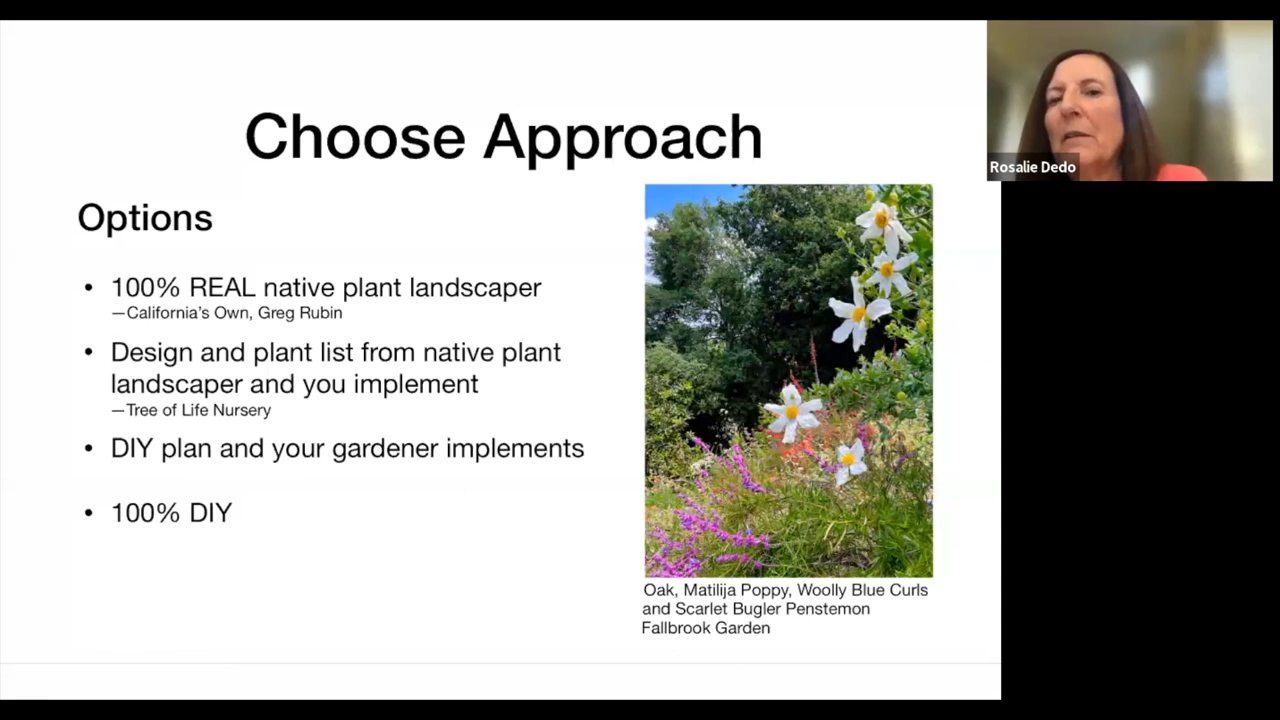 Choose Approach
Options
• 100% REAL native plant landscaper
—California's Own, Greg Rubin
• Design and plant list from native plant
landscaper and you implement
—Tree of Life Nursery
• DIY plan and your gardener implements
• 100% DIY
Oak, Matilija Poppy, Woolly Blue Curls
and Scarlet Bugler Penstemon
Fallbrook Garden
Rosalie Dedo